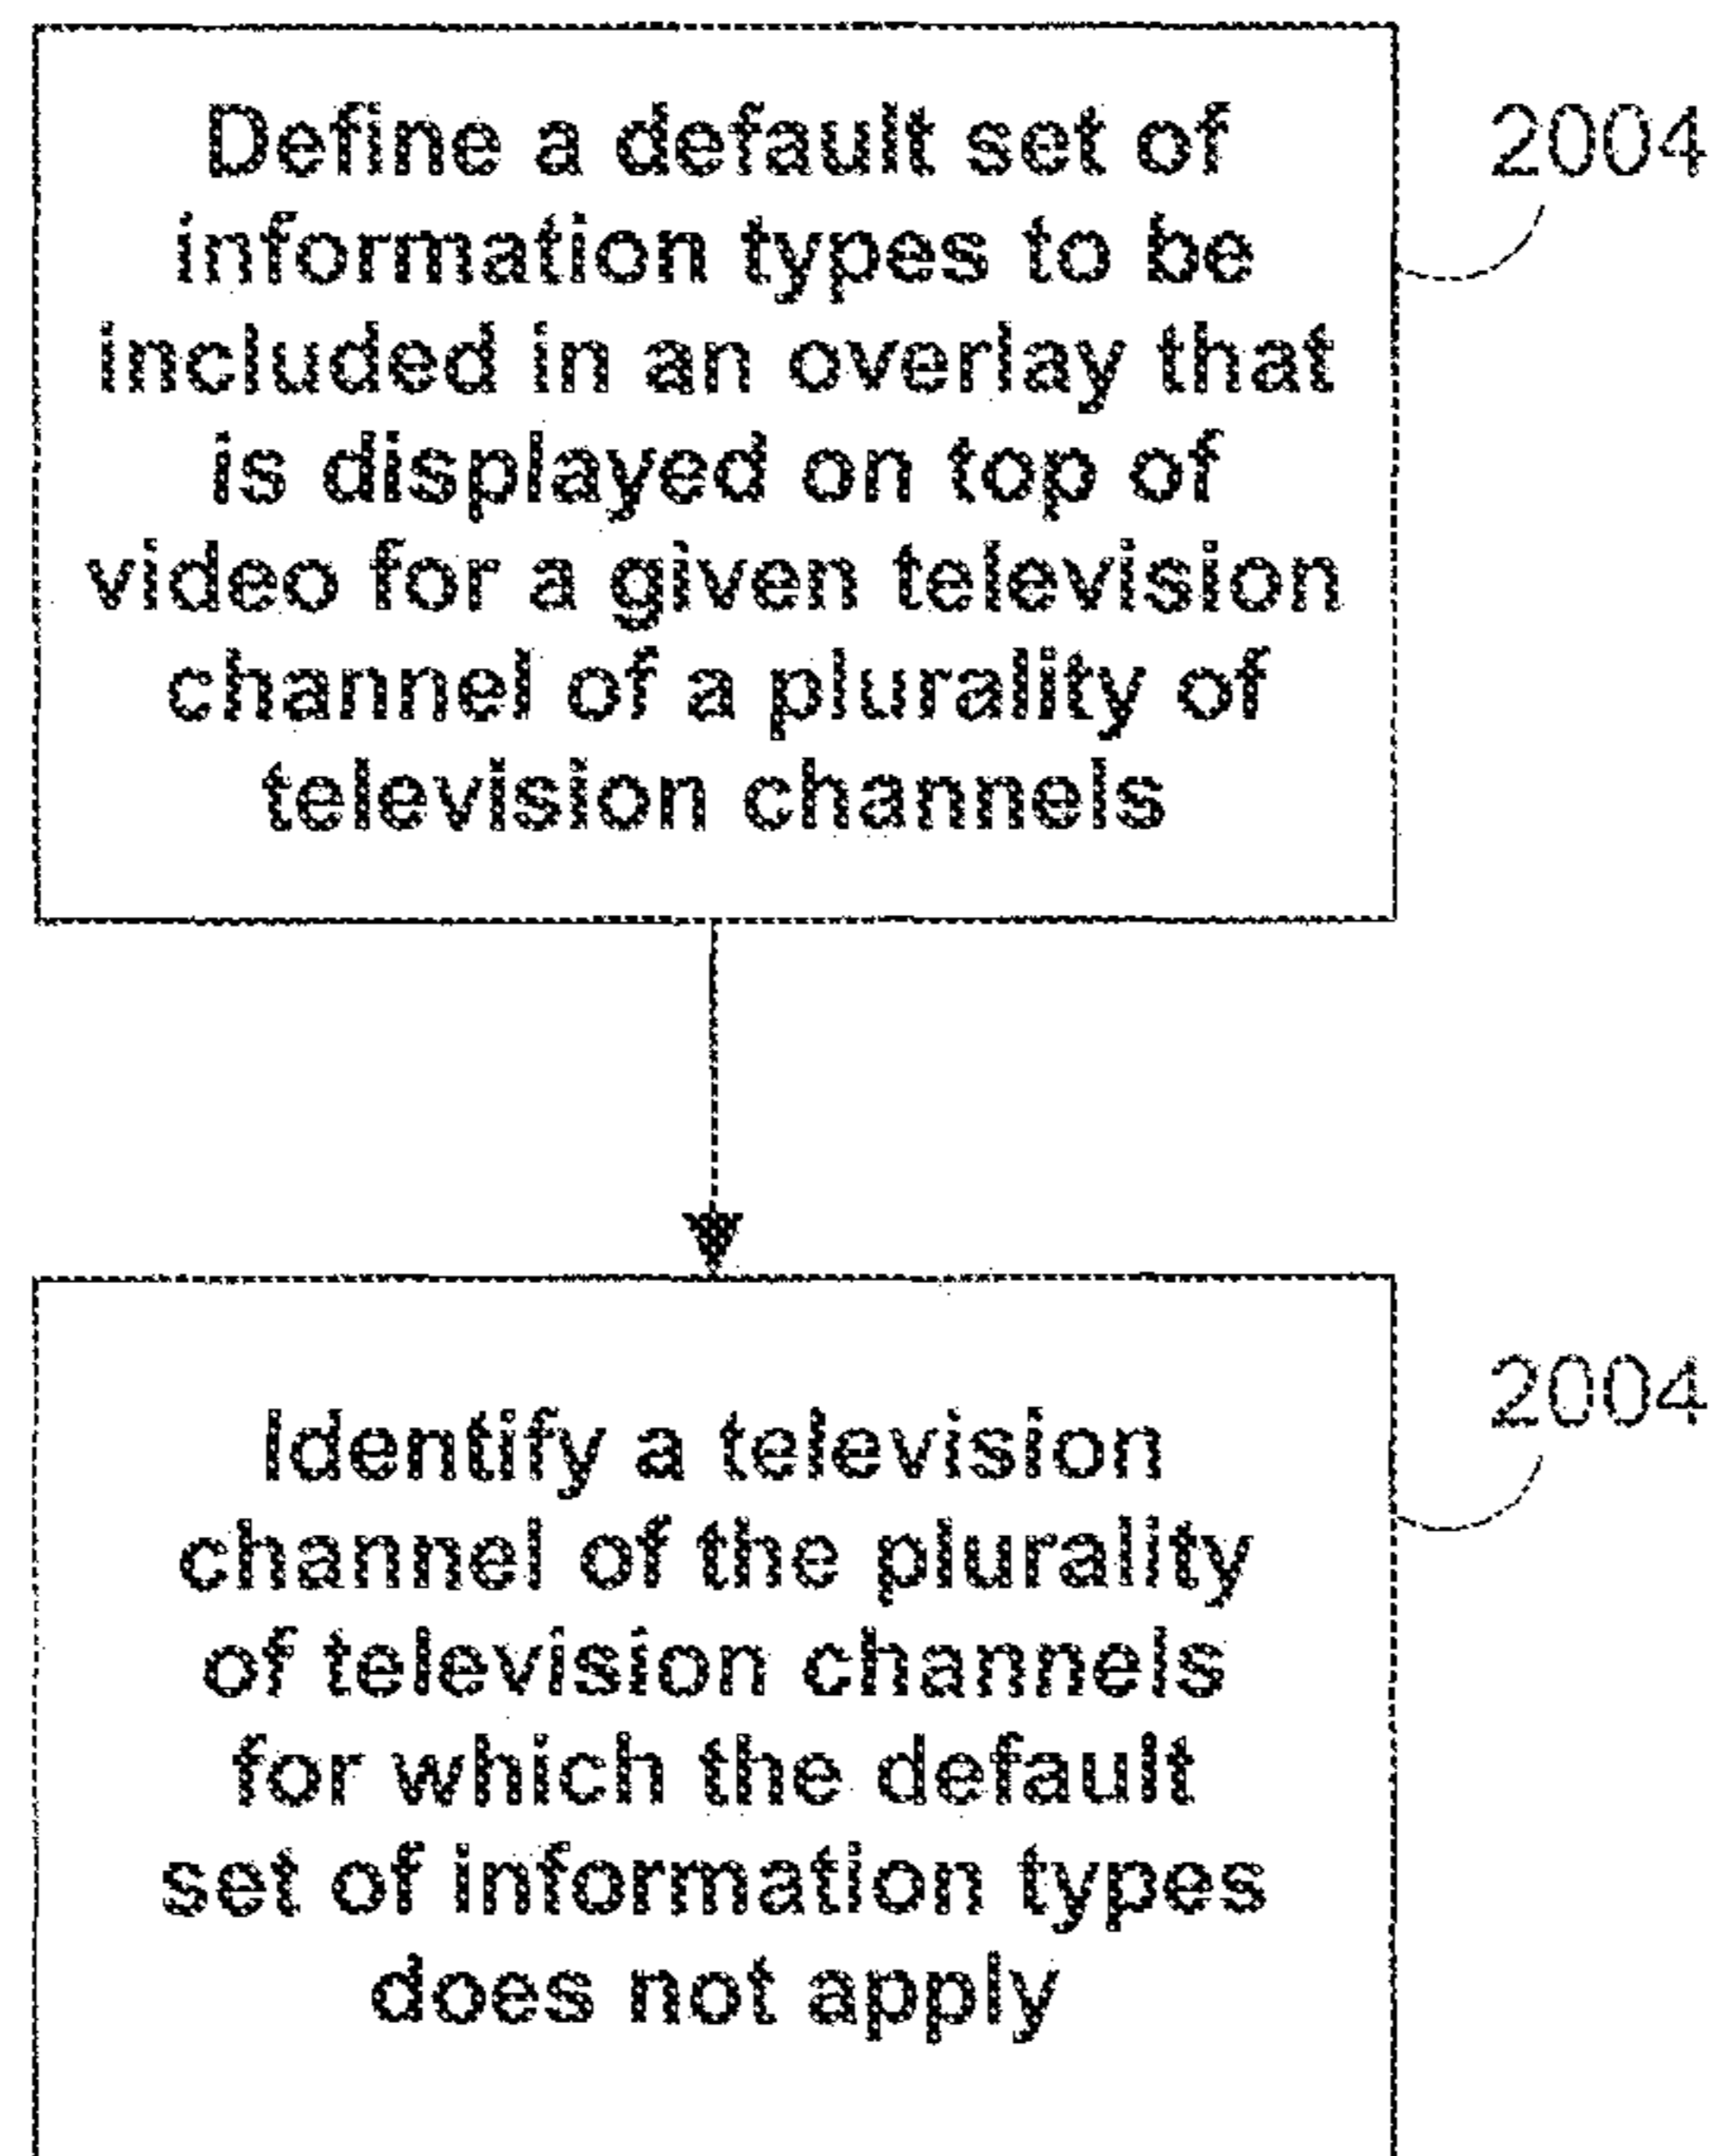 Define a default set of
information types to be
included in an overlay that
is displayed on top of
video for a given television
channel of a plurality of
television channels
2004
Identify a television
channel of the plurality
of television channels
for which the default
set of information types
does not apply
2004